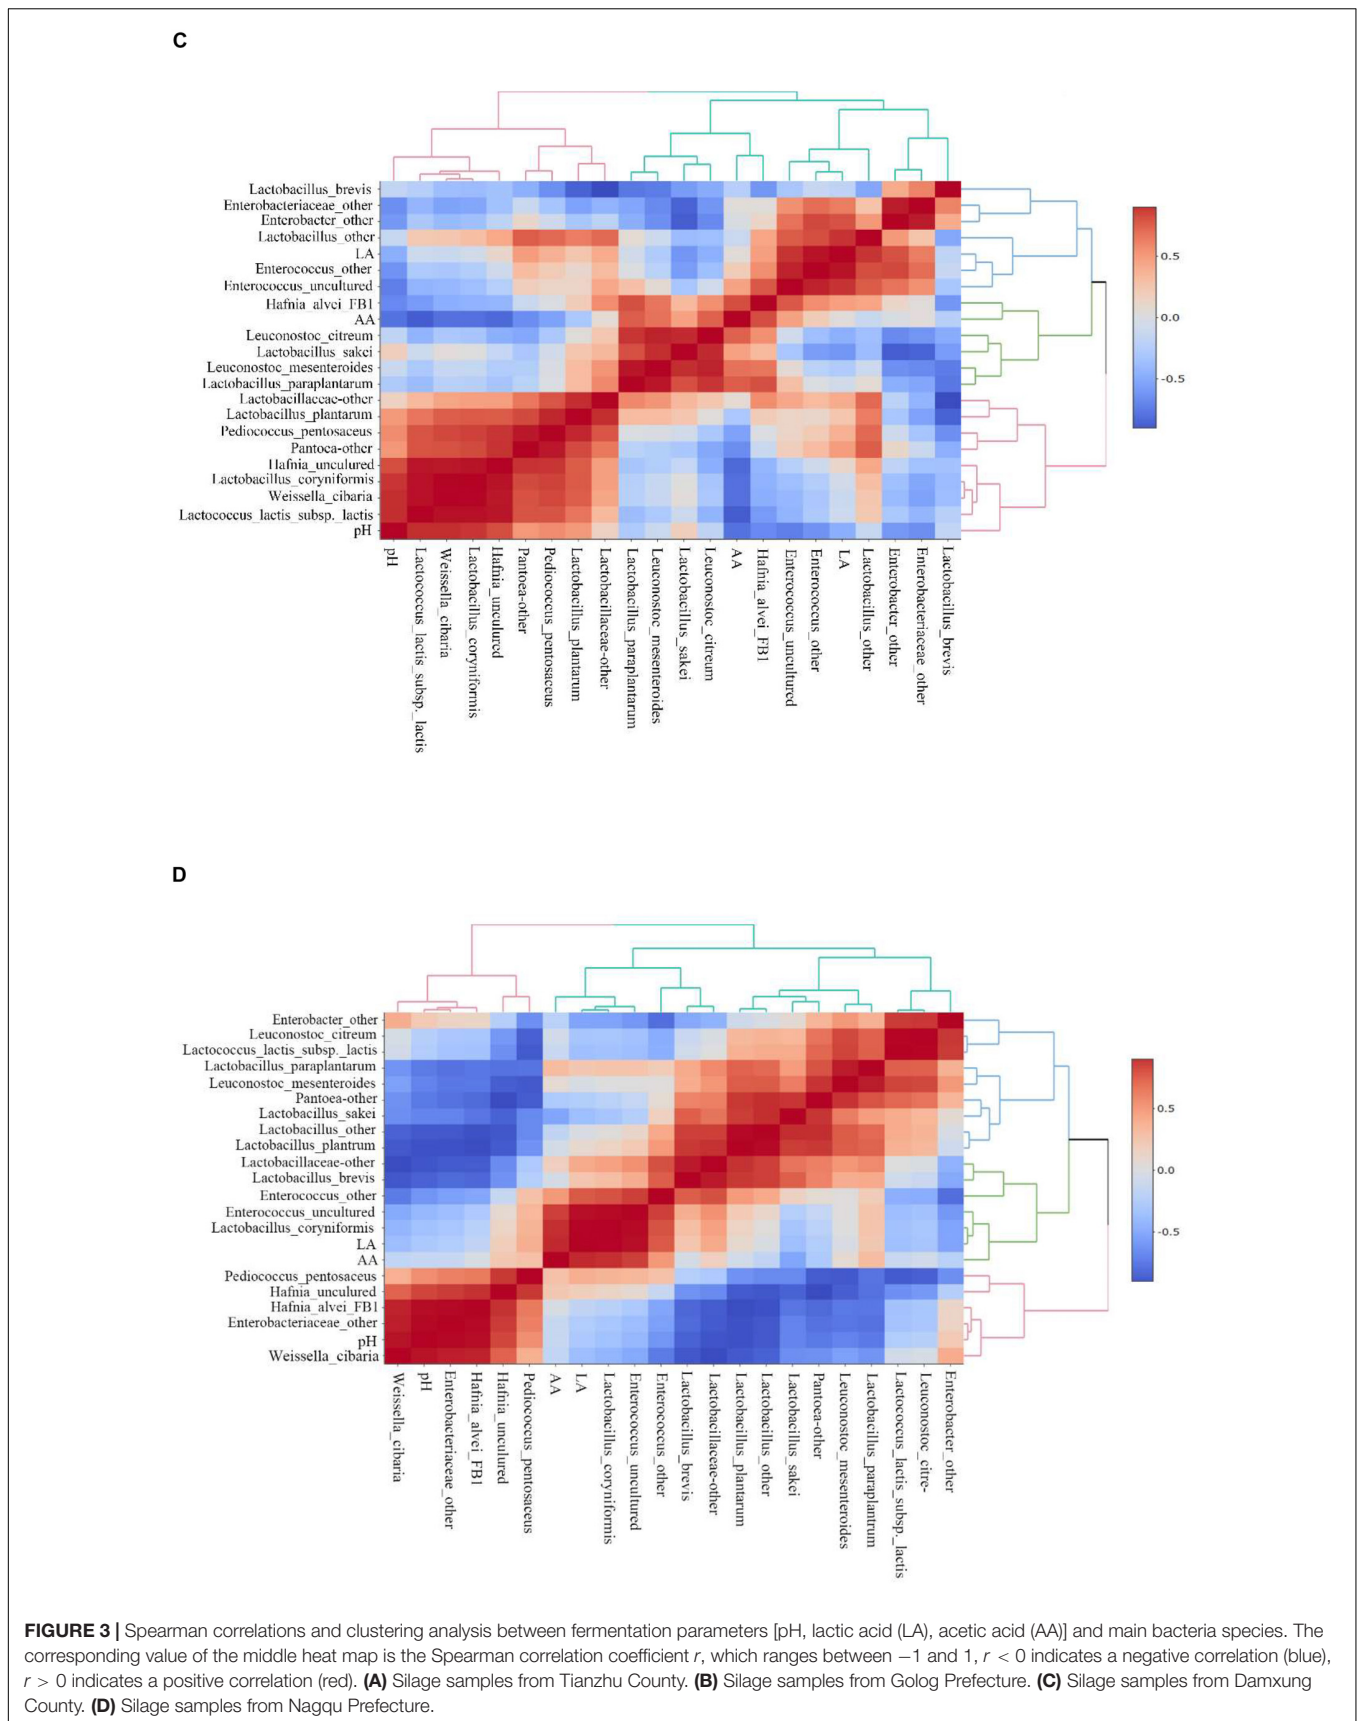 C
Lactobacillus_brevis
Enterobacteriaceae_other
Enterobacter_other
Lactobacillus_other
LA
Enterococcus_other
Enterococcus_uncultured
Hafnia_alvei_FB1
AA
Leuconostoc_citreum
Lactobacillus_sakei
Leuconostoc_mesenteroides
Lactobacillus_paraplantarum
Lactobacillaceae-other
Lactobacillus_plantarum
Pediococcus_pentosaceus
Pantoea-other
Hafnia_unculured
Lactobacillus_coryniformis
Weissella_cibaria
Lactococcus_lactis_subsp._lactis
pH
0.5
0.0
-0.5
pH
Lactococcus_lactis_subsp._lactis
Weissella_cibaria
Lactobacillus_coryniformis
Hafnia_unculured
Pantoea-other
Pediococcus_pentosaceus
Lactobacillus_plantarum
Lactobacillaceae-other
Lactobacillus_paraplantarum
Leuconostoc_mesenteroides
Lactobacillus_sakei
Leuconostoc_citreum
AA
Hafnia_alvei_FB1
Enterococcus_uncultured
Enterococcus_other
LA
Lactobacillus_other
Enterobacter_other
Enterobacteriaceae_other
Lactobacillus_brevis
D
Enterobacter_other
Leuconostoc_citreum
Lactococcus_lactis_subsp._lactis
Lactobacillus_paraplantarum
Leuconostoc_mesenteroides
Pantoea-other
Lactobacillus_sakei
Lactobacillus_other
Lactobacillus_plantrum
Lactobacillaceae-other
Lactobacillus_brevis
Enterococcus_other
Enterococcus_uncultured
Lactobacillus_coryniformis
LA
AA
Pediococcus_pentosaceus
Hafnia_unculured
Hafnia_alvei_FB1
Enterobacteriaceae_other
pH
Weissella_cibaria
0.5
0.0
-0.5
Weissella_cibaria
pH
Enterobacteriaceae_other
Hafnia_alvei_FB1
Hafnia_unculured
Pediococcus_pentosaceus
AA
LA
Lactobacillus_coryniformis
Enterococcus_uncultured
Enterococcus_other
Lactobacillus_brevis
Lactobacillaceae-other
Lactobacillus_plantarum
Lactobacillus_other
Lactobacillus_sakei
Pantoea-other
Leuconostoc_mesenteroides
Lactobacillus_paraplantrum
Lactococcus_lactis_subsp._lactis
Leuconostoc_citre-
Enterobacter_other
FIGURE 3 | Spearman correlations and clustering analysis between fermentation parameters [pH, lactic acid (LA), acetic acid (AA)] and main bacteria species. The
corresponding value of the middle heat map is the Spearman correlation coefficient r, which ranges between −1 and 1, r < 0 indicates a negative correlation (blue),
r > 0 indicates a positive correlation (red). (A) Silage samples from Tianzhu County. (B) Silage samples from Golog Prefecture. (C) Silage samples from Damxung
County. (D) Silage samples from Nagqu Prefecture.